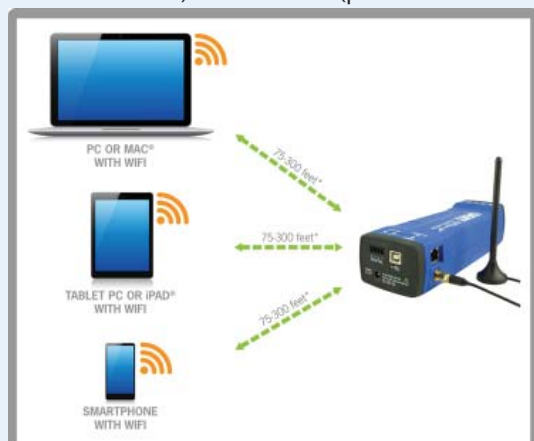 PC OR MAC®
WITH WIFI
75-300 feet*
75-300 feet*
TABLET PC OR iPAD®
WITH WIFI
75-300 feet*
SMARTPHONE
WITH WIFI